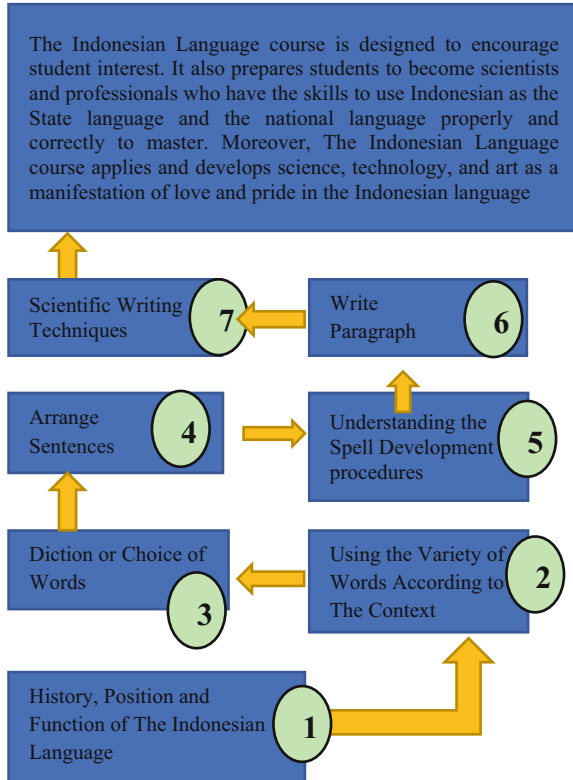 The Indonesian Language course is designed to encourage
student interest. It also prepares students to become scientists
and professionals who have the skills to use Indonesian as the
State language and the national language properly and
correctly to master. Moreover, The Indonesian Language
course applies and develops science, technology, and art as a
manifestation of love and pride in the Indonesian language
Scientific Writing
Techniques
7
Write
Paragraph
6
Arrange
Sentences
4
Understanding the
Spell Development
procedures
5
Diction or Choice of
Words
3
Using the Variety of
Words According to
The Context
2
History, Position and
Function of The Indonesian
Language
1